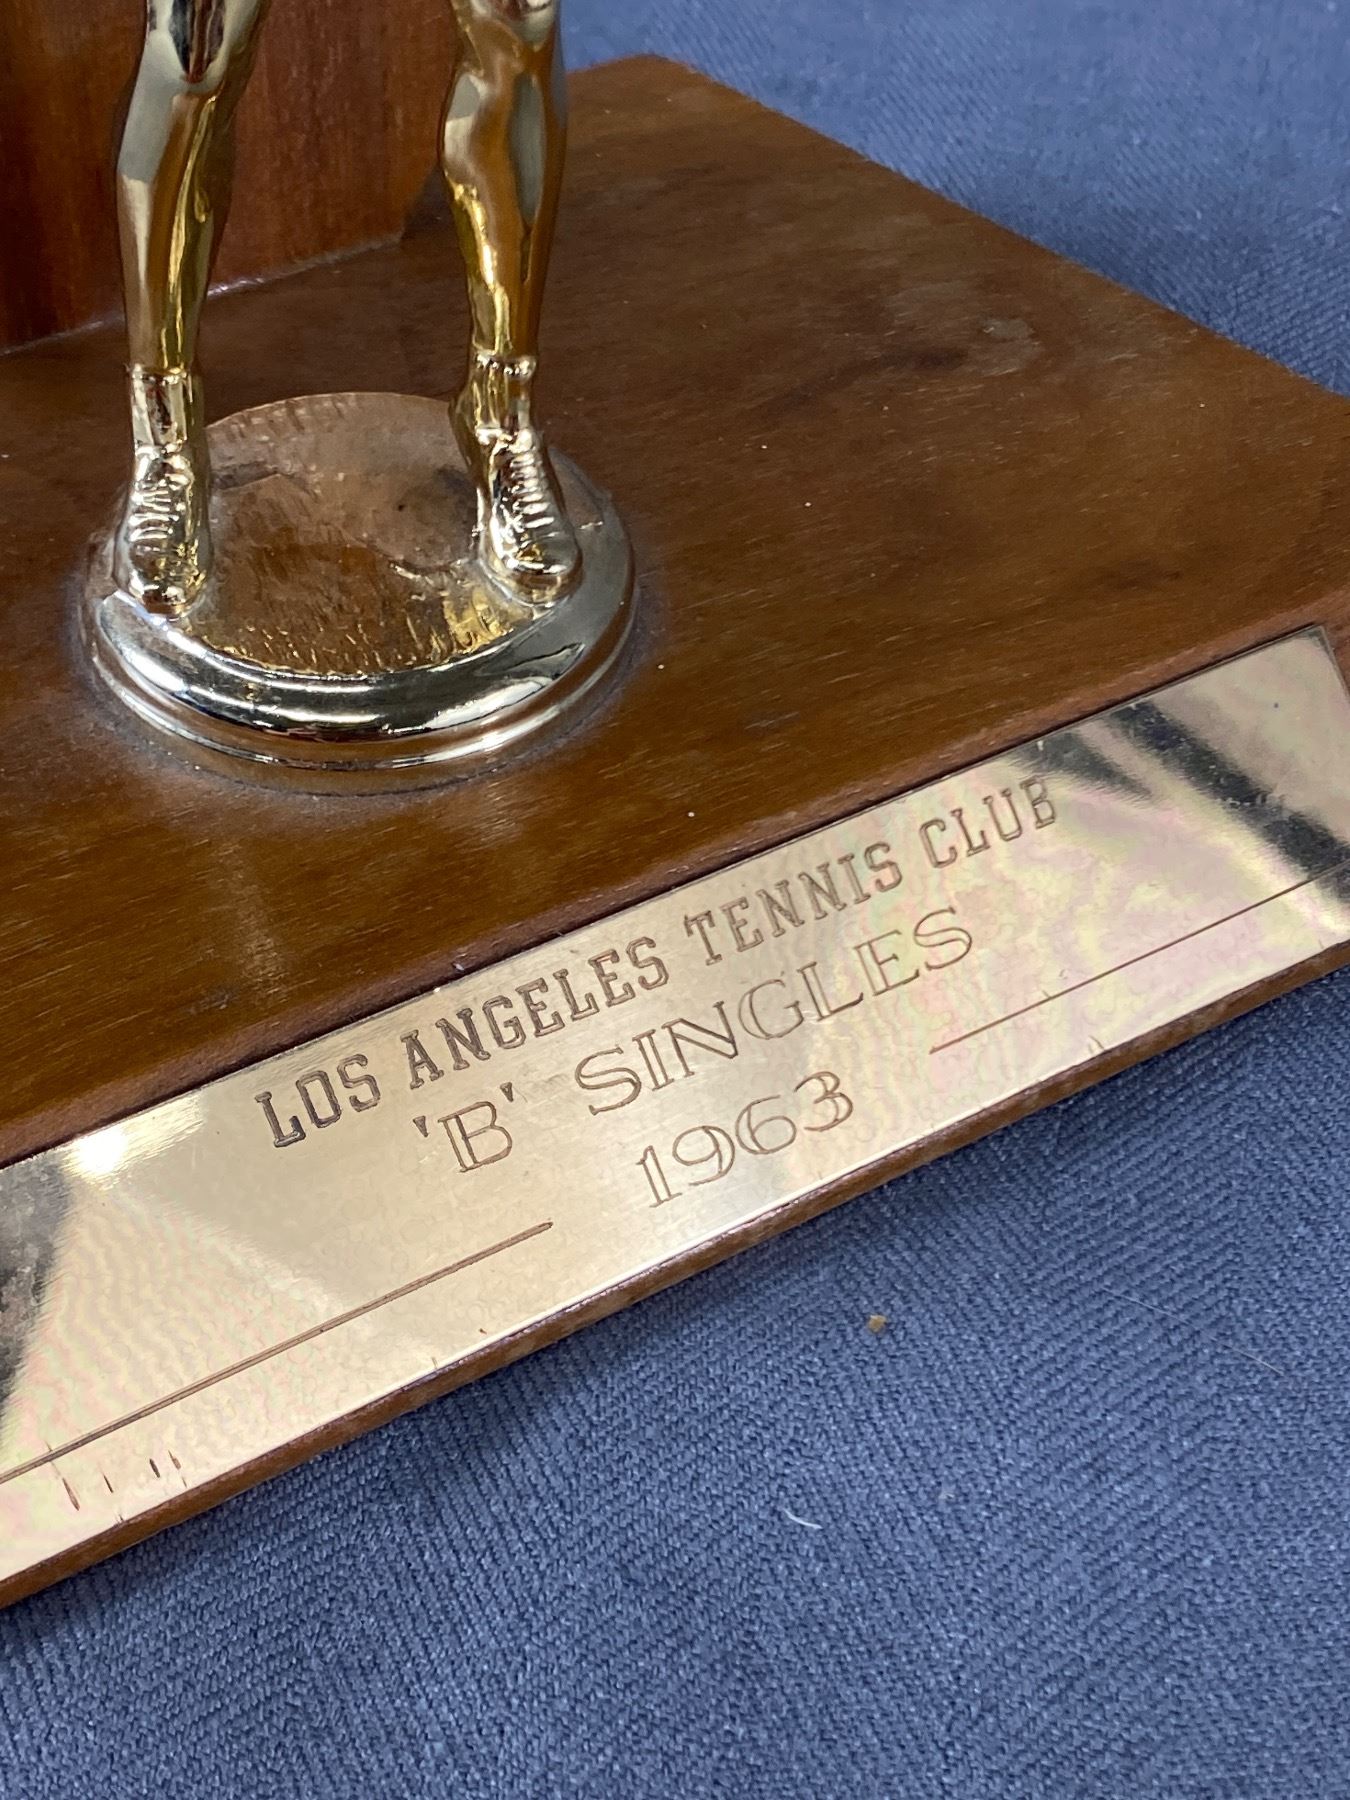 LOS ANGELES TENNIS CLUB
'B' SINGLES
1963